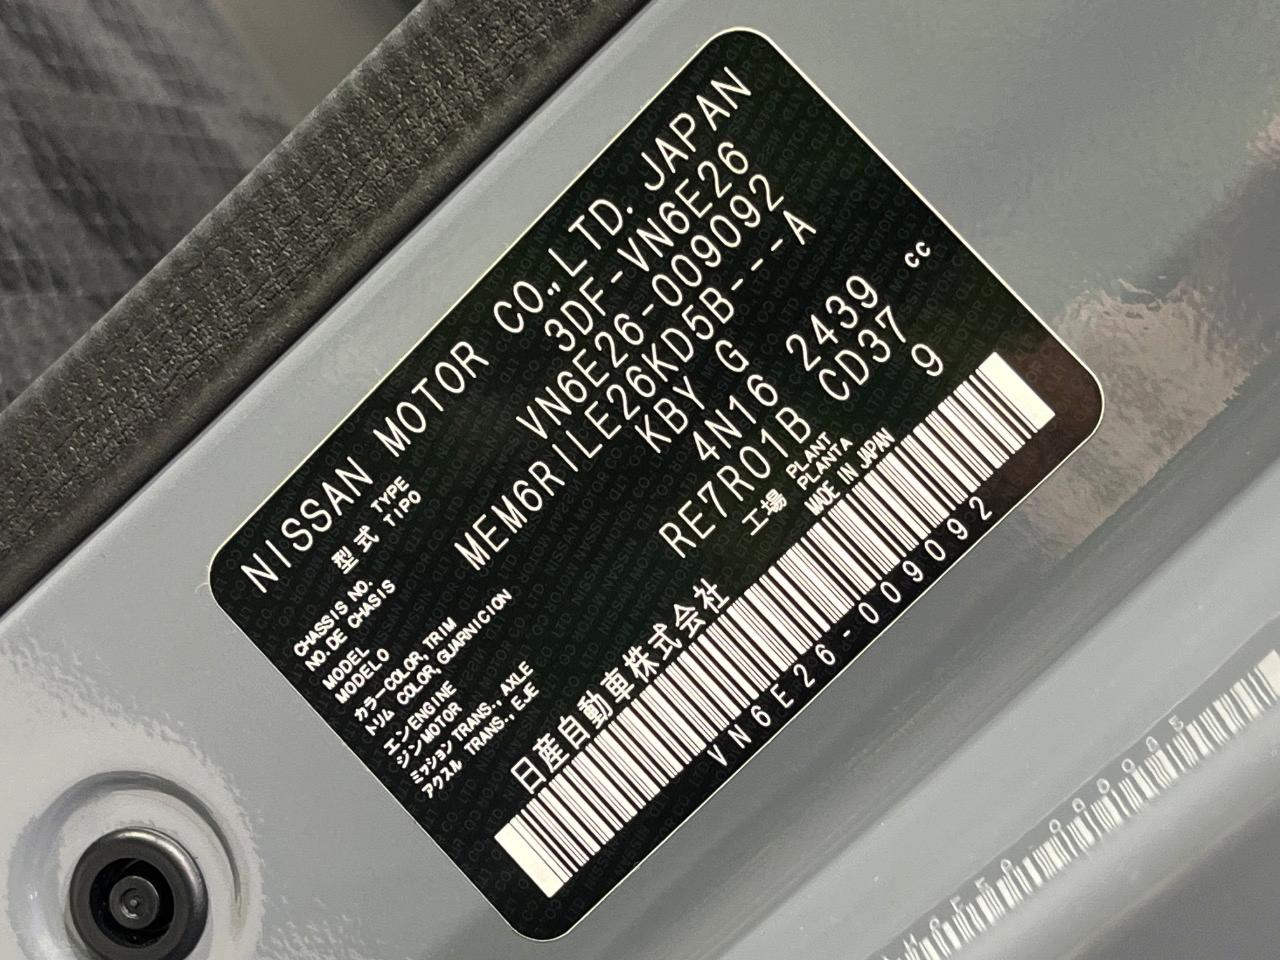 NISSAN MOTOR CO., LTD. JAPAN
型式 TYPE TIPO 3DF-VN6E26
CHASSIS NO. NO. DE CHASIS VN6E26-009092
MODEL MODELO MEM6RILE26KD5B---A
カラー COLOR, TRIM トリム COLOR, GUARNICION KBY G
エンジン ENGINE MOTOR 4N16 2439 cc
ミッション TRANS., AXLE アクスル TRANS., EJE RE7R01B CD37
工場 PLANT PLANTA 9
日産自動車株式会社 MADE IN JAPAN
VN6E26-009092